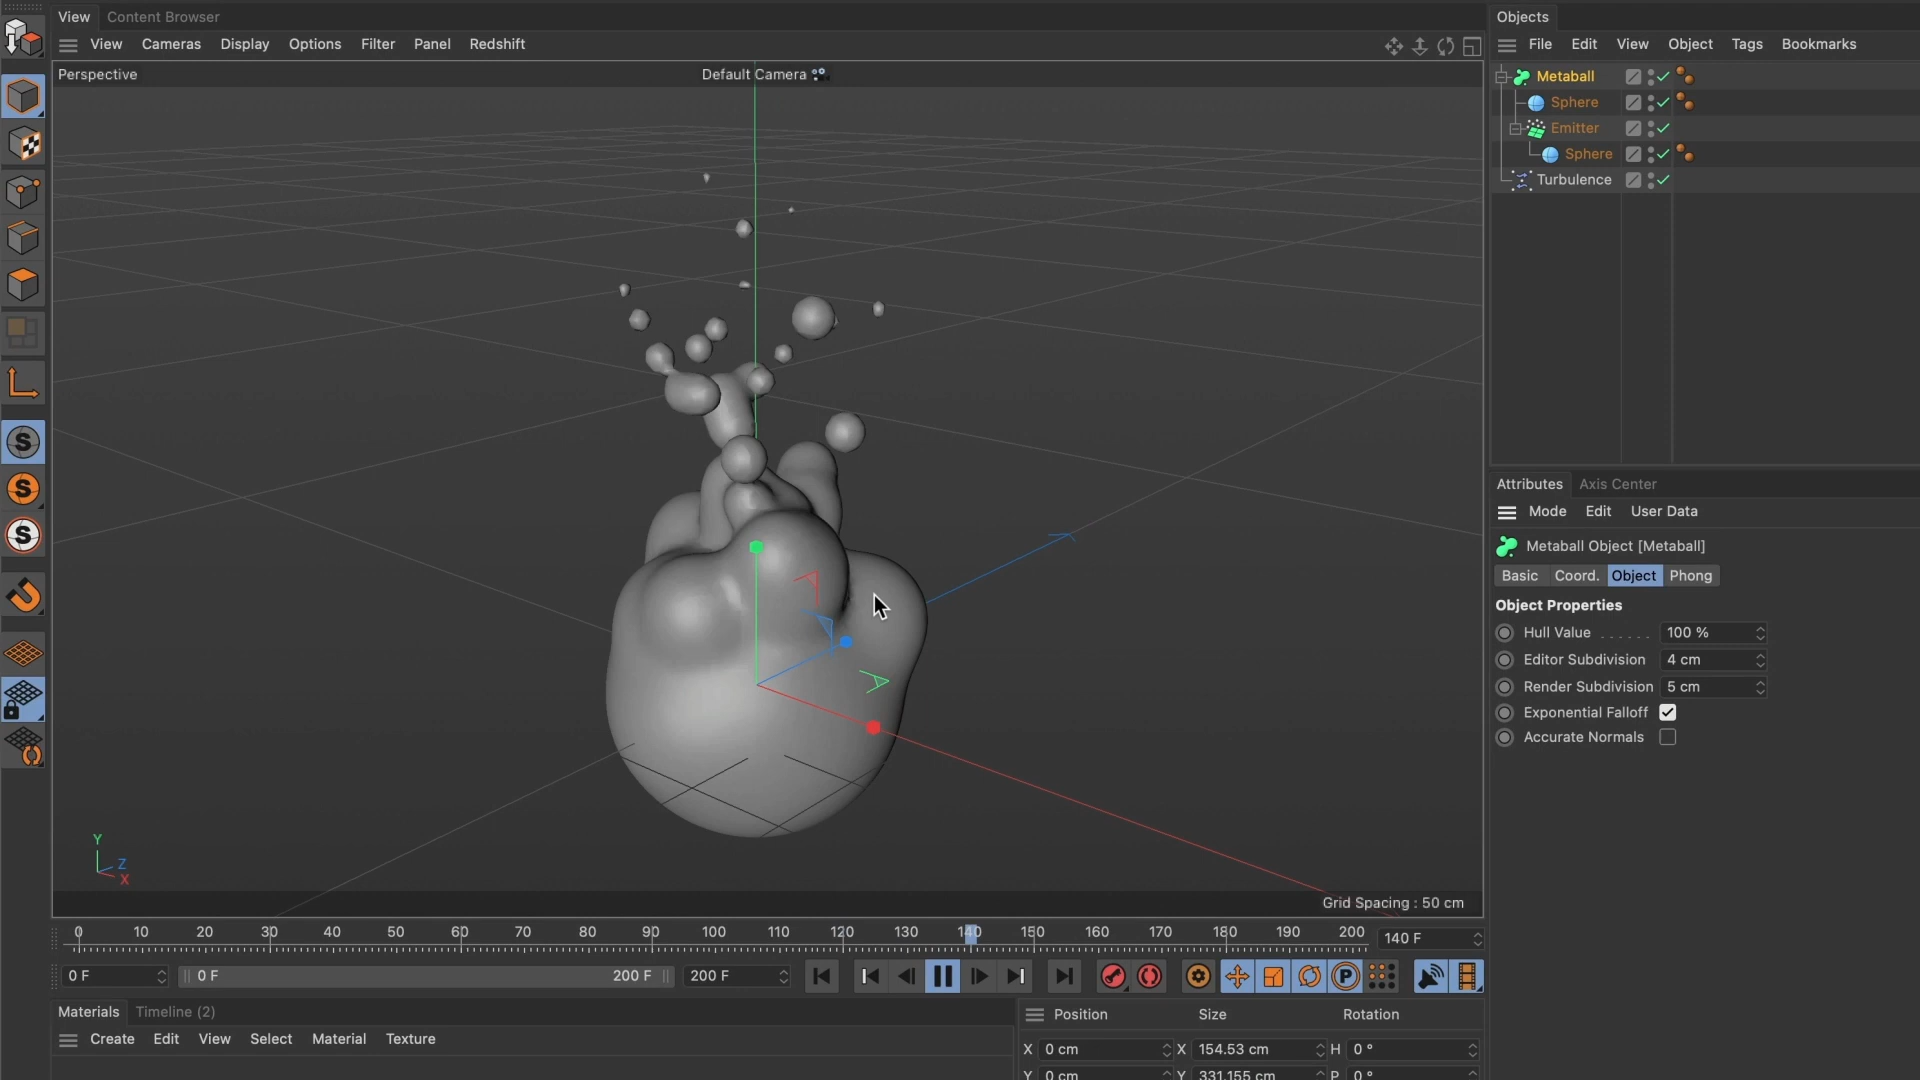 View Content Browser
View Cameras Display Options Filter Panel Redshift
Perspective
Default Camera
Y
Z
X
Grid Spacing : 50 cm
0 10 20 30 40 50 60 70 80 90 100 110 120 130 140 150 160 170 180 190 200
140 F
0 F
0 F
200 F
200 F
Materials Timeline (2)
Create Edit View Select Material Texture
Position Size Rotation
X 0 cm X 154.53 cm H 0 °
Y 0 cm Y 331.155 cm P 0 °
Objects
File Edit View Object Tags Bookmarks
Metaball
Sphere
Emitter
Sphere
Turbulence
Attributes Axis Center
Mode Edit User Data
Metaball Object [Metaball]
Basic Coord. Object Phong
Object Properties
Hull Value . . . . . . 100 %
Editor Subdivision 4 cm
Render Subdivision 5 cm
Exponential Falloff
Accurate Normals